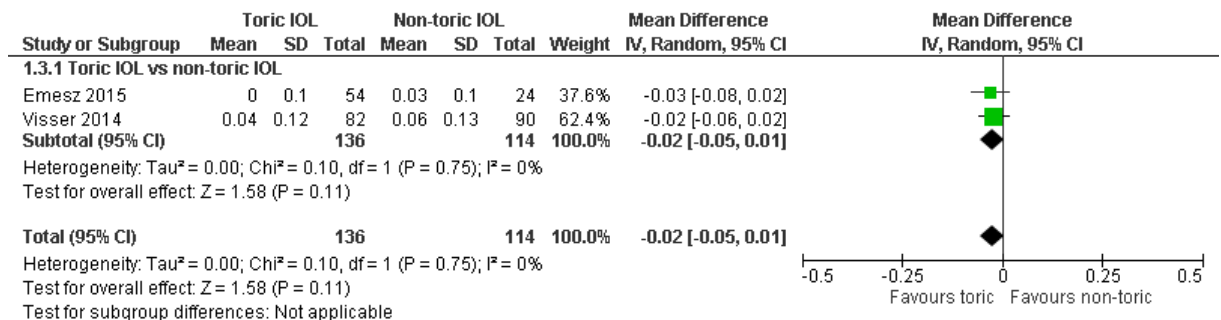 Toric IOL Non-toric IOL Mean Difference Mean Difference
Study or Subgroup Mean SD Total Mean SD Total Weight IV, Random, 95% CI IV, Random, 95% CI
1.3.1 Toric IOL vs non-toric IOL
Emesz 2015 0 0.1 54 0.03 0.1 24 37.6% -0.03 [-0.08, 0.02]
Visser 2014 0.04 0.12 82 0.06 0.13 90 62.4% -0.02 [-0.06, 0.02]
Subtotal (95% CI) 136 114 100.0% -0.02 [-0.05, 0.01]
Heterogeneity: Tau² = 0.00; Chi² = 0.10, df = 1 (P = 0.75); I² = 0%
Test for overall effect: Z = 1.58 (P = 0.11)
Total (95% CI) 136 114 100.0% -0.02 [-0.05, 0.01]
Heterogeneity: Tau² = 0.00; Chi² = 0.10, df = 1 (P = 0.75); I² = 0%
Test for overall effect: Z = 1.58 (P = 0.11)
Test for subgroup differences: Not applicable
-0.5 -0.25 0 0.25 0.5
Favours toric Favours non-toric